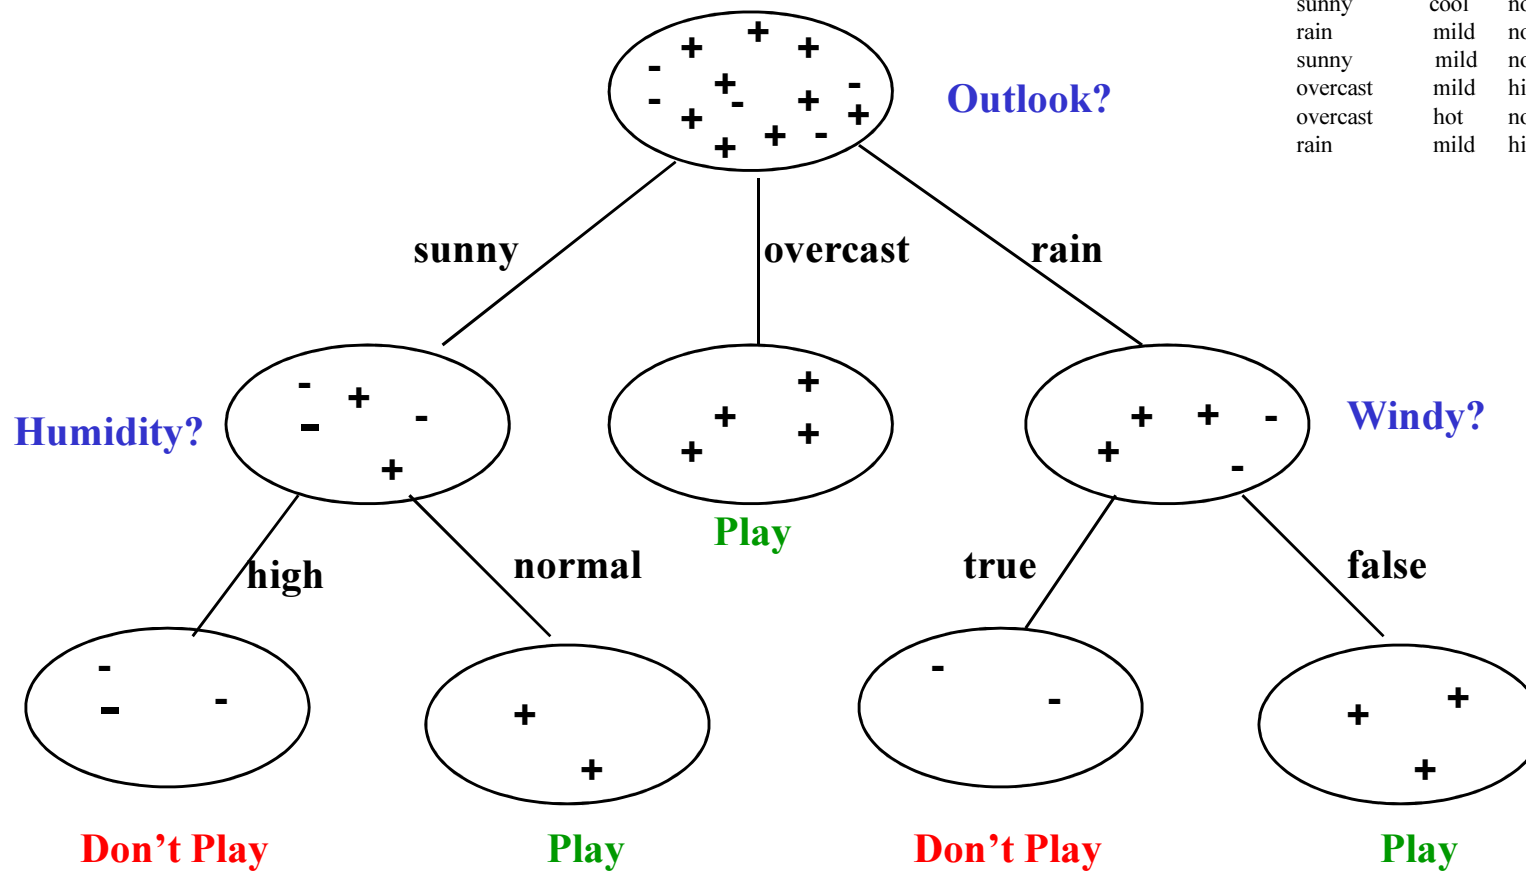 sunny cool
rain mild
sunny mild
overcast mild
overcast hot
rain mild
Outlook?
sunny overcast rain
Humidity? Windy?
Play
high normal true false
Don’t Play Play Don’t Play Play